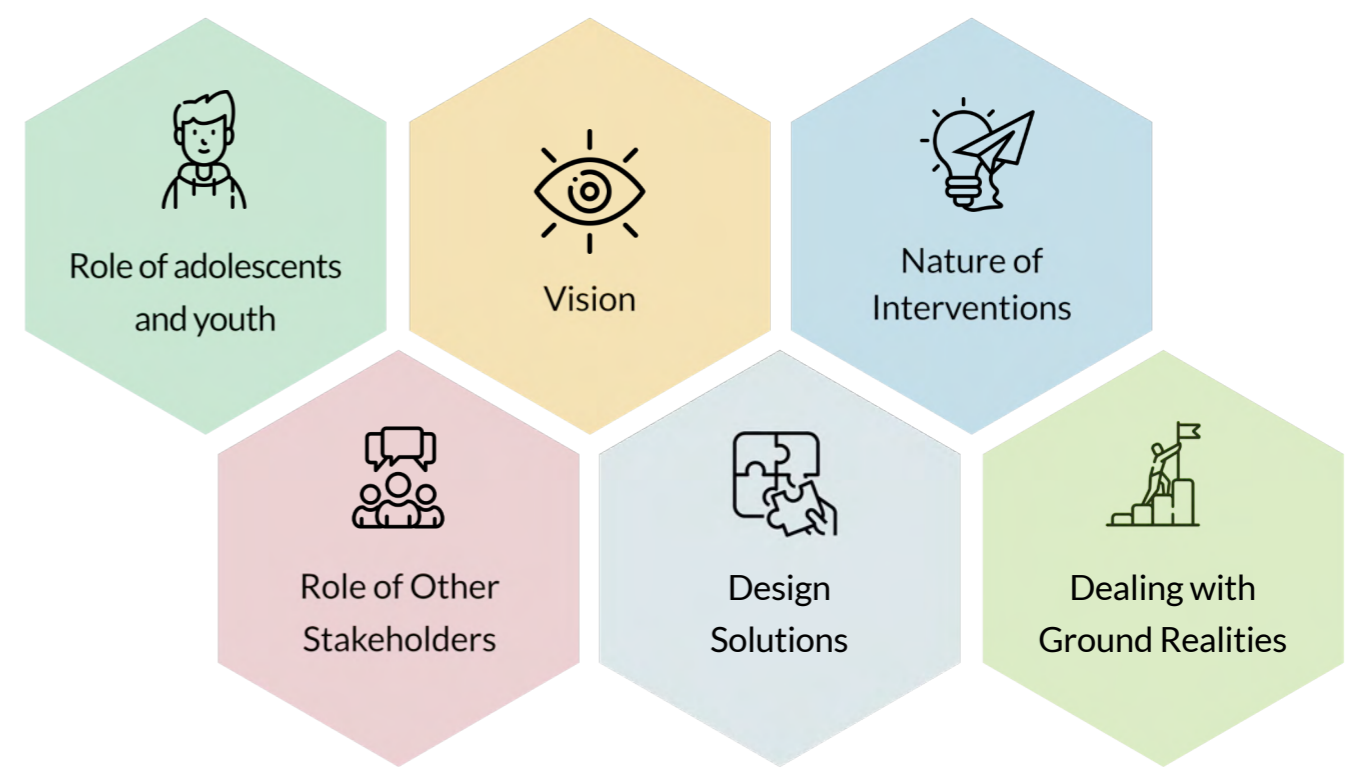 Role of adolescents
and youth
Vision
Nature of
Interventions
Role of Other
Stakeholders
Design
Solutions
Dealing with
Ground Realities